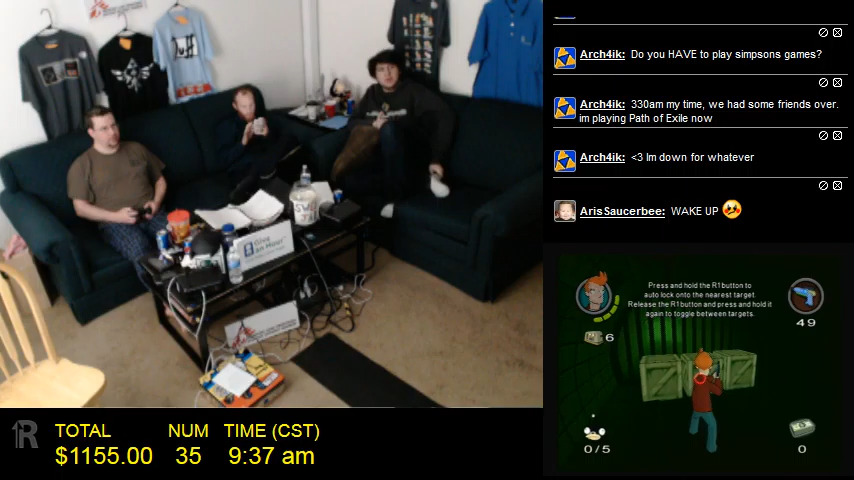 Arch4ik: Do you HAVE to play simpsons games?
Arch4ik: 330am my time, we had some friends over.
im playing Path of Exile now
Arch4ik: <3 Im down for whatever
ArisSaucerbee: WAKE UP
Press and hold the R1 button to
auto lock onto the nearest target.
Release the R1 button and press and hold it
again to toggle between targets.
49
6
0/5
0
Give
an Hour
TOTAL NUM TIME (CST)
$1155.00 35 9:37 am